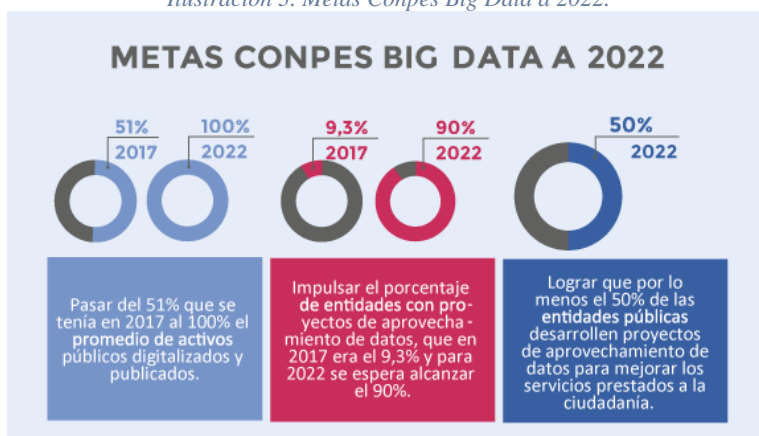 Ilustración 3. Metas Conpes Big Data a 2022.
METAS CONPES BIG DATA A 2022
51%
2017
100%
2022
9,3%
2017
90%
2022
50%
2022
Pasar del 51% que se
tenía en 2017 al 100% el
promedio de activos
públicos digitalizados y
publicados.
Impulsar el porcentaje
de entidades con pro-
yectos de aprovecha-
miento de datos, que en
2017 era el 9,3% y para
2022 se espera alcanzar
el 90%.
Lograr que por lo
menos el 50% de las
entidades públicas
desarrollen proyectos
de aprovechamiento de
datos para mejorar los
servicios prestados a la
ciudadanía.